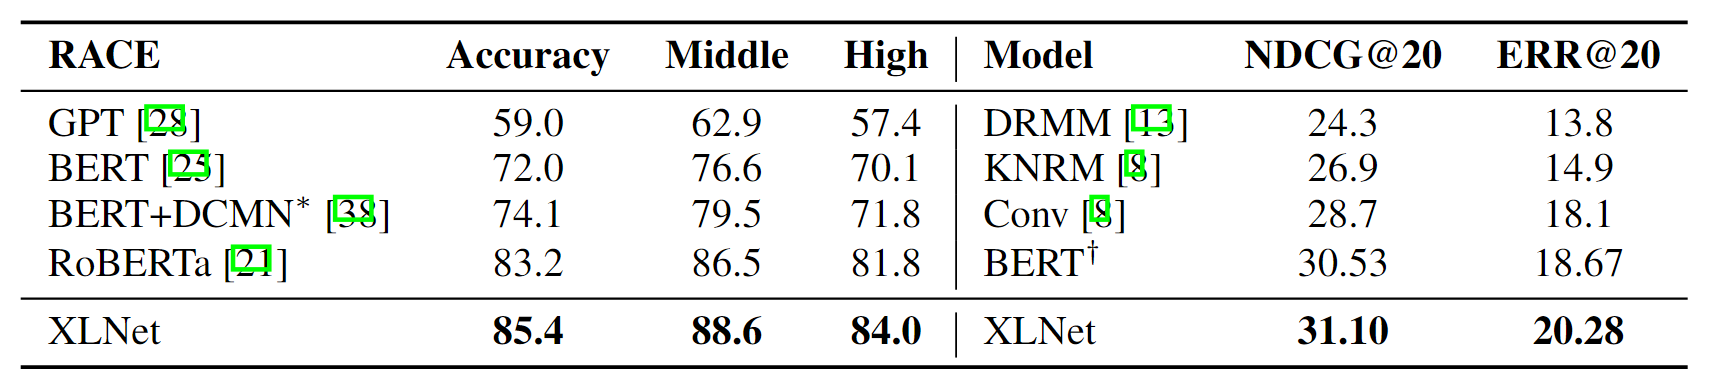 RACE Accuracy Middle High Model NDCG@20 ERR@20
GPT [28] 59.0 62.9 57.4 DRMM [13] 24.3 13.8
BERT [25] 72.0 76.6 70.1 KNRM [8] 26.9 14.9
BERT+DCMN* [38] 74.1 79.5 71.8 Conv [8] 28.7 18.1
RoBERTa [21] 83.2 86.5 81.8 BERT† 30.53 18.67
XLNet 85.4 88.6 84.0 XLNet 31.10 20.28